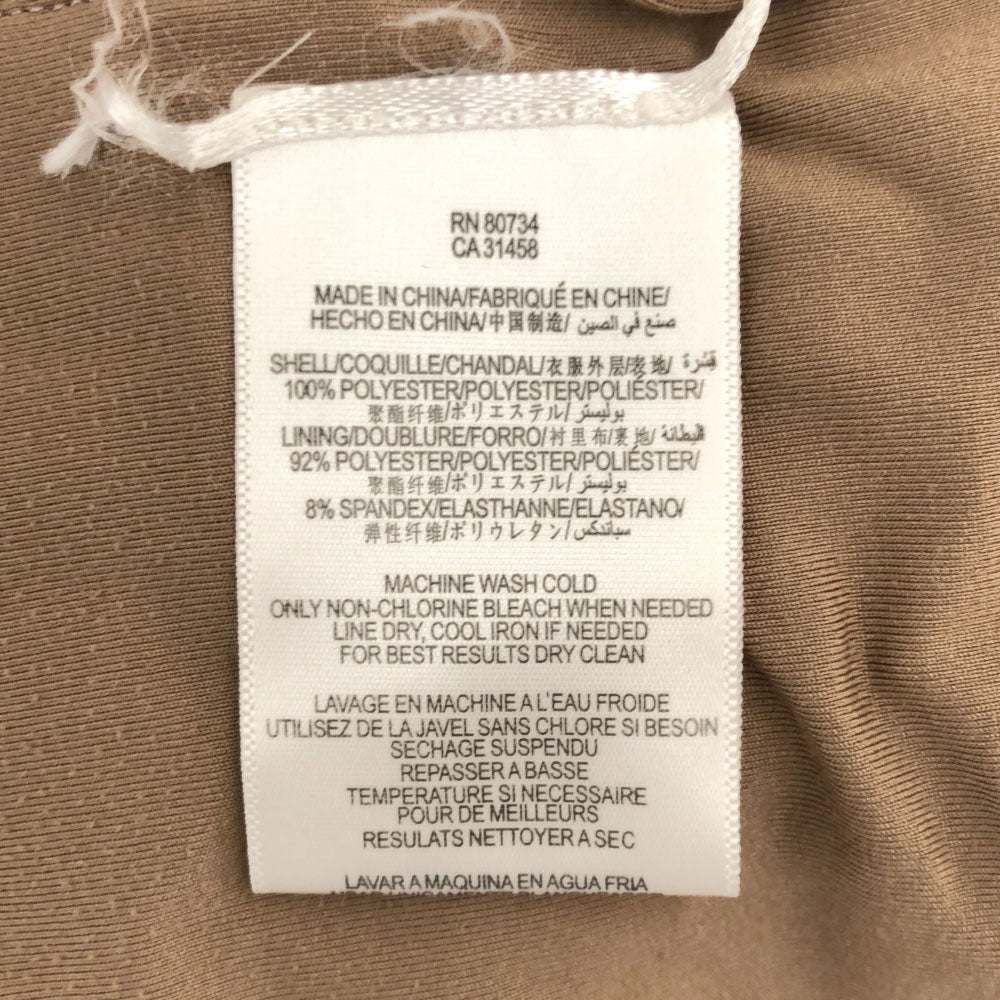 RN 80734
CA 31458
MADE IN CHINA/FABRIQUÉ EN CHINE/
HECHO EN CHINA/中国制造/ صنع في الصين
SHELL/COQUILLE/CHANDAL/衣服外层/表地/ قشرة
100% POLYESTER/POLYESTER/POLIÉSTER/
聚酯纤维/ポリエステル/بوليستر
LINING/DOUBLURE/FORRO/衬里布/裏地/
92% POLYESTER/POLYESTER/POLIÉSTER/
聚酯纤维/ポリエステル/بوليستر
8% SPANDEX/ELASTHANNE/ELASTANO/
弹性纤维/ポリウレタン/سباندكس
MACHINE WASH COLD
ONLY NON-CHLORINE BLEACH WHEN NEEDED
LINE DRY, COOL IRON IF NEEDED
FOR BEST RESULTS DRY CLEAN
LAVAGE EN MACHINE A L'EAU FROIDE
UTILISEZ DE LA JAVEL SANS CHLORE SI BESOIN
SECHAGE SUSPENDU
REPASSER A BASSE
TEMPERATURE SI NECESSAIRE
POUR DE MEILLEURS
RESULATS NETTOYER A SEC
LAVAR A MAQUINA EN AGUA FRIA